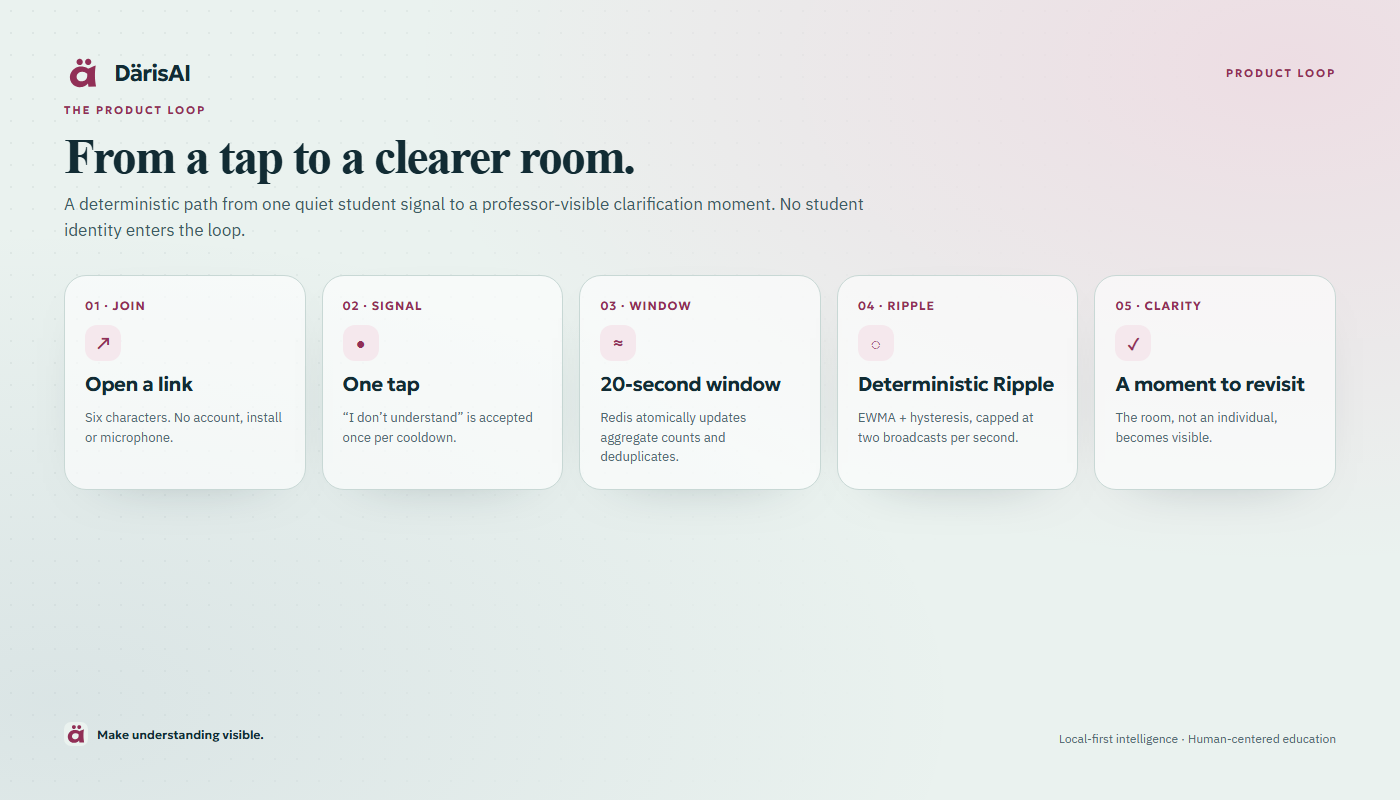 ä DärisAI
PRODUCT LOOP
THE PRODUCT LOOP
From a tap to a clearer room.
A deterministic path from one quiet student signal to a professor-visible clarification moment. No student
identity enters the loop.
01 · JOIN
↗
Open a link
Six characters. No account, install
or microphone.
02 · SIGNAL
●
One tap
“I don’t understand” is accepted
once per cooldown.
03 · WINDOW
≈
20-second window
Redis atomically updates
aggregate counts and
deduplicates.
04 · RIPPLE
◌
Deterministic Ripple
EWMA + hysteresis, capped at
two broadcasts per second.
05 · CLARITY
✓
A moment to revisit
The room, not an individual,
becomes visible.
ä Make understanding visible.
Local-first intelligence · Human-centered education